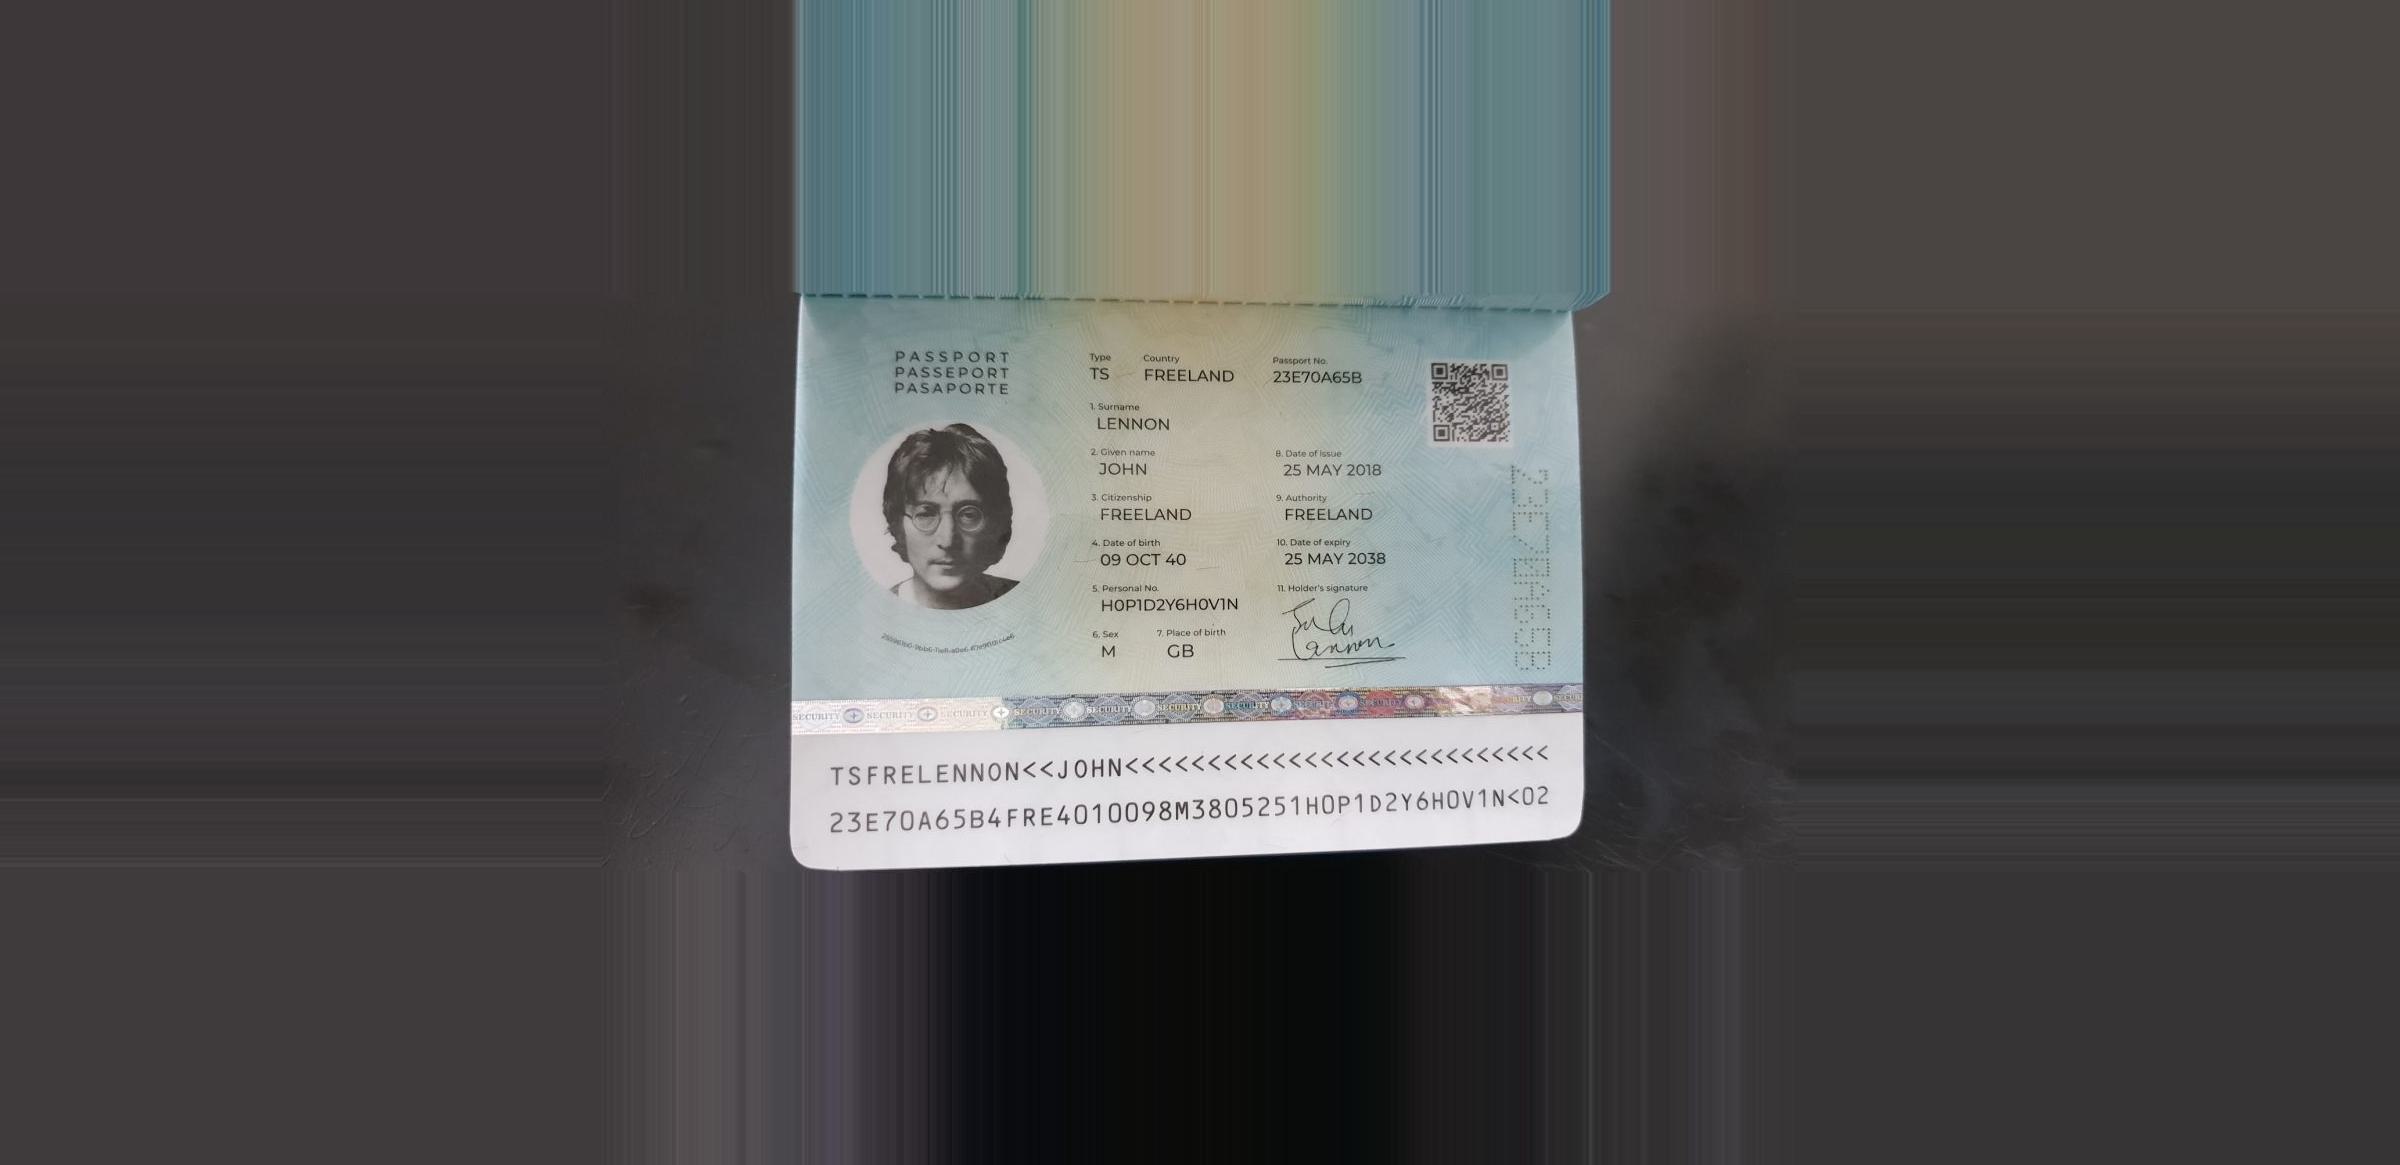 PASSPORT
PASSEPORT
PASAPORTE
Type Country Passport No.
TS FREELAND 23E70A65B
1. Surname
LENNON
2. Given name 8. Date of issue
JOHN 25 MAY 2018
3. Citizenship 9. Authority
FREELAND FREELAND
4. Date of birth 10. Date of expiry
09 OCT 40 25 MAY 2038
5. Personal No. 11. Holder's signature
H0P1D2Y6H0V1N
6. Sex 7. Place of birth
M GB
23E70A65B
SECURITY SECURITY SECURITY SECURITY SECURITY SECURITY SECURITY SECURITY SECURITY SECURITY
TSFRELENNON<<JOHN<<<<<<<<<<<<<<<<<<<<<<<<<<<
23E70A65B4FRE4010098M3805251H0P1D2Y6H0V1N<02